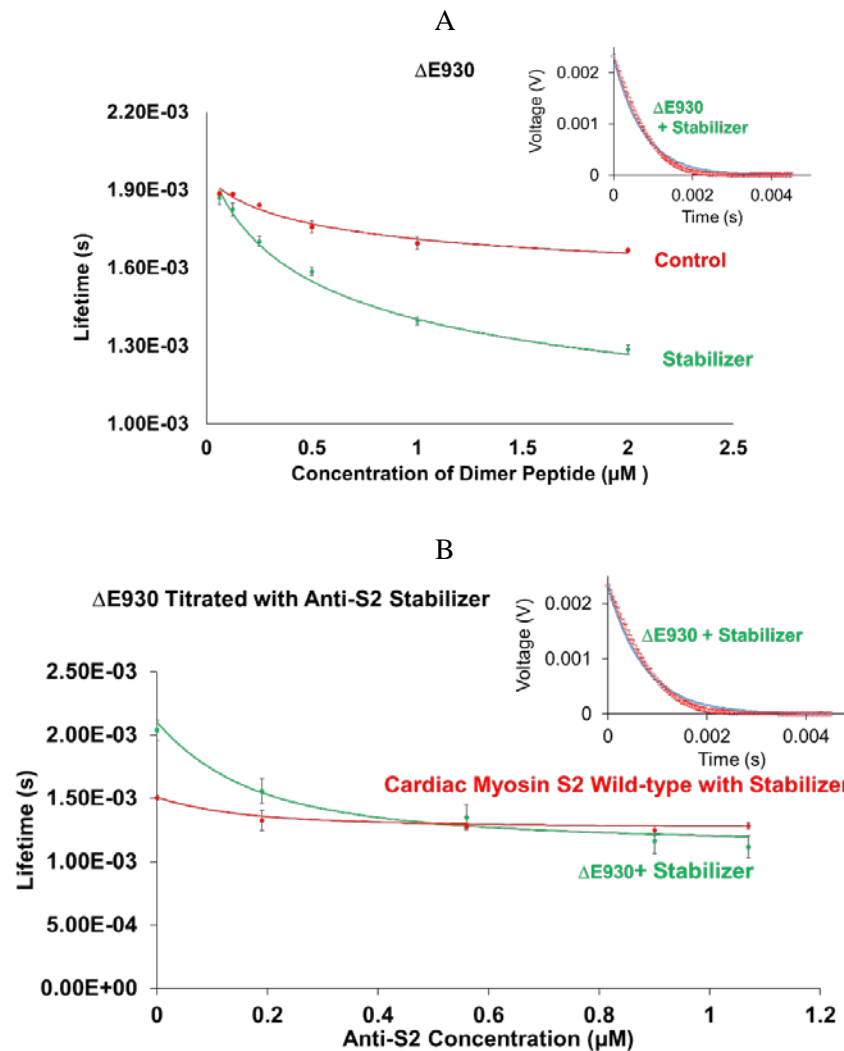 A
ΔE930
2.20E-03
1.90E-03
1.60E-03
1.30E-03
1.00E-03
Lifetime (s)
0
0.5
1
1.5
2
2.5
Concentration of Dimer Peptide (µM )
Control
Stabilizer
0.002
0.001
0
Voltage (V)
ΔE930
+ Stabilizer
0
0.002
0.004
Time (s)
B
ΔE930 Titrated with Anti-S2 Stabilizer
2.50E-03
2.00E-03
1.50E-03
1.00E-03
5.00E-04
0.00E+00
Lifetime (s)
0
0.2
0.4
0.6
0.8
1
1.2
Anti-S2 Concentration (µM)
Cardiac Myosin S2 Wild-type with Stabilizer
ΔE930+ Stabilizer
0.002
0.001
0
Voltage (V)
ΔE930 + Stabilizer
0
0.002
0.004
Time (s)